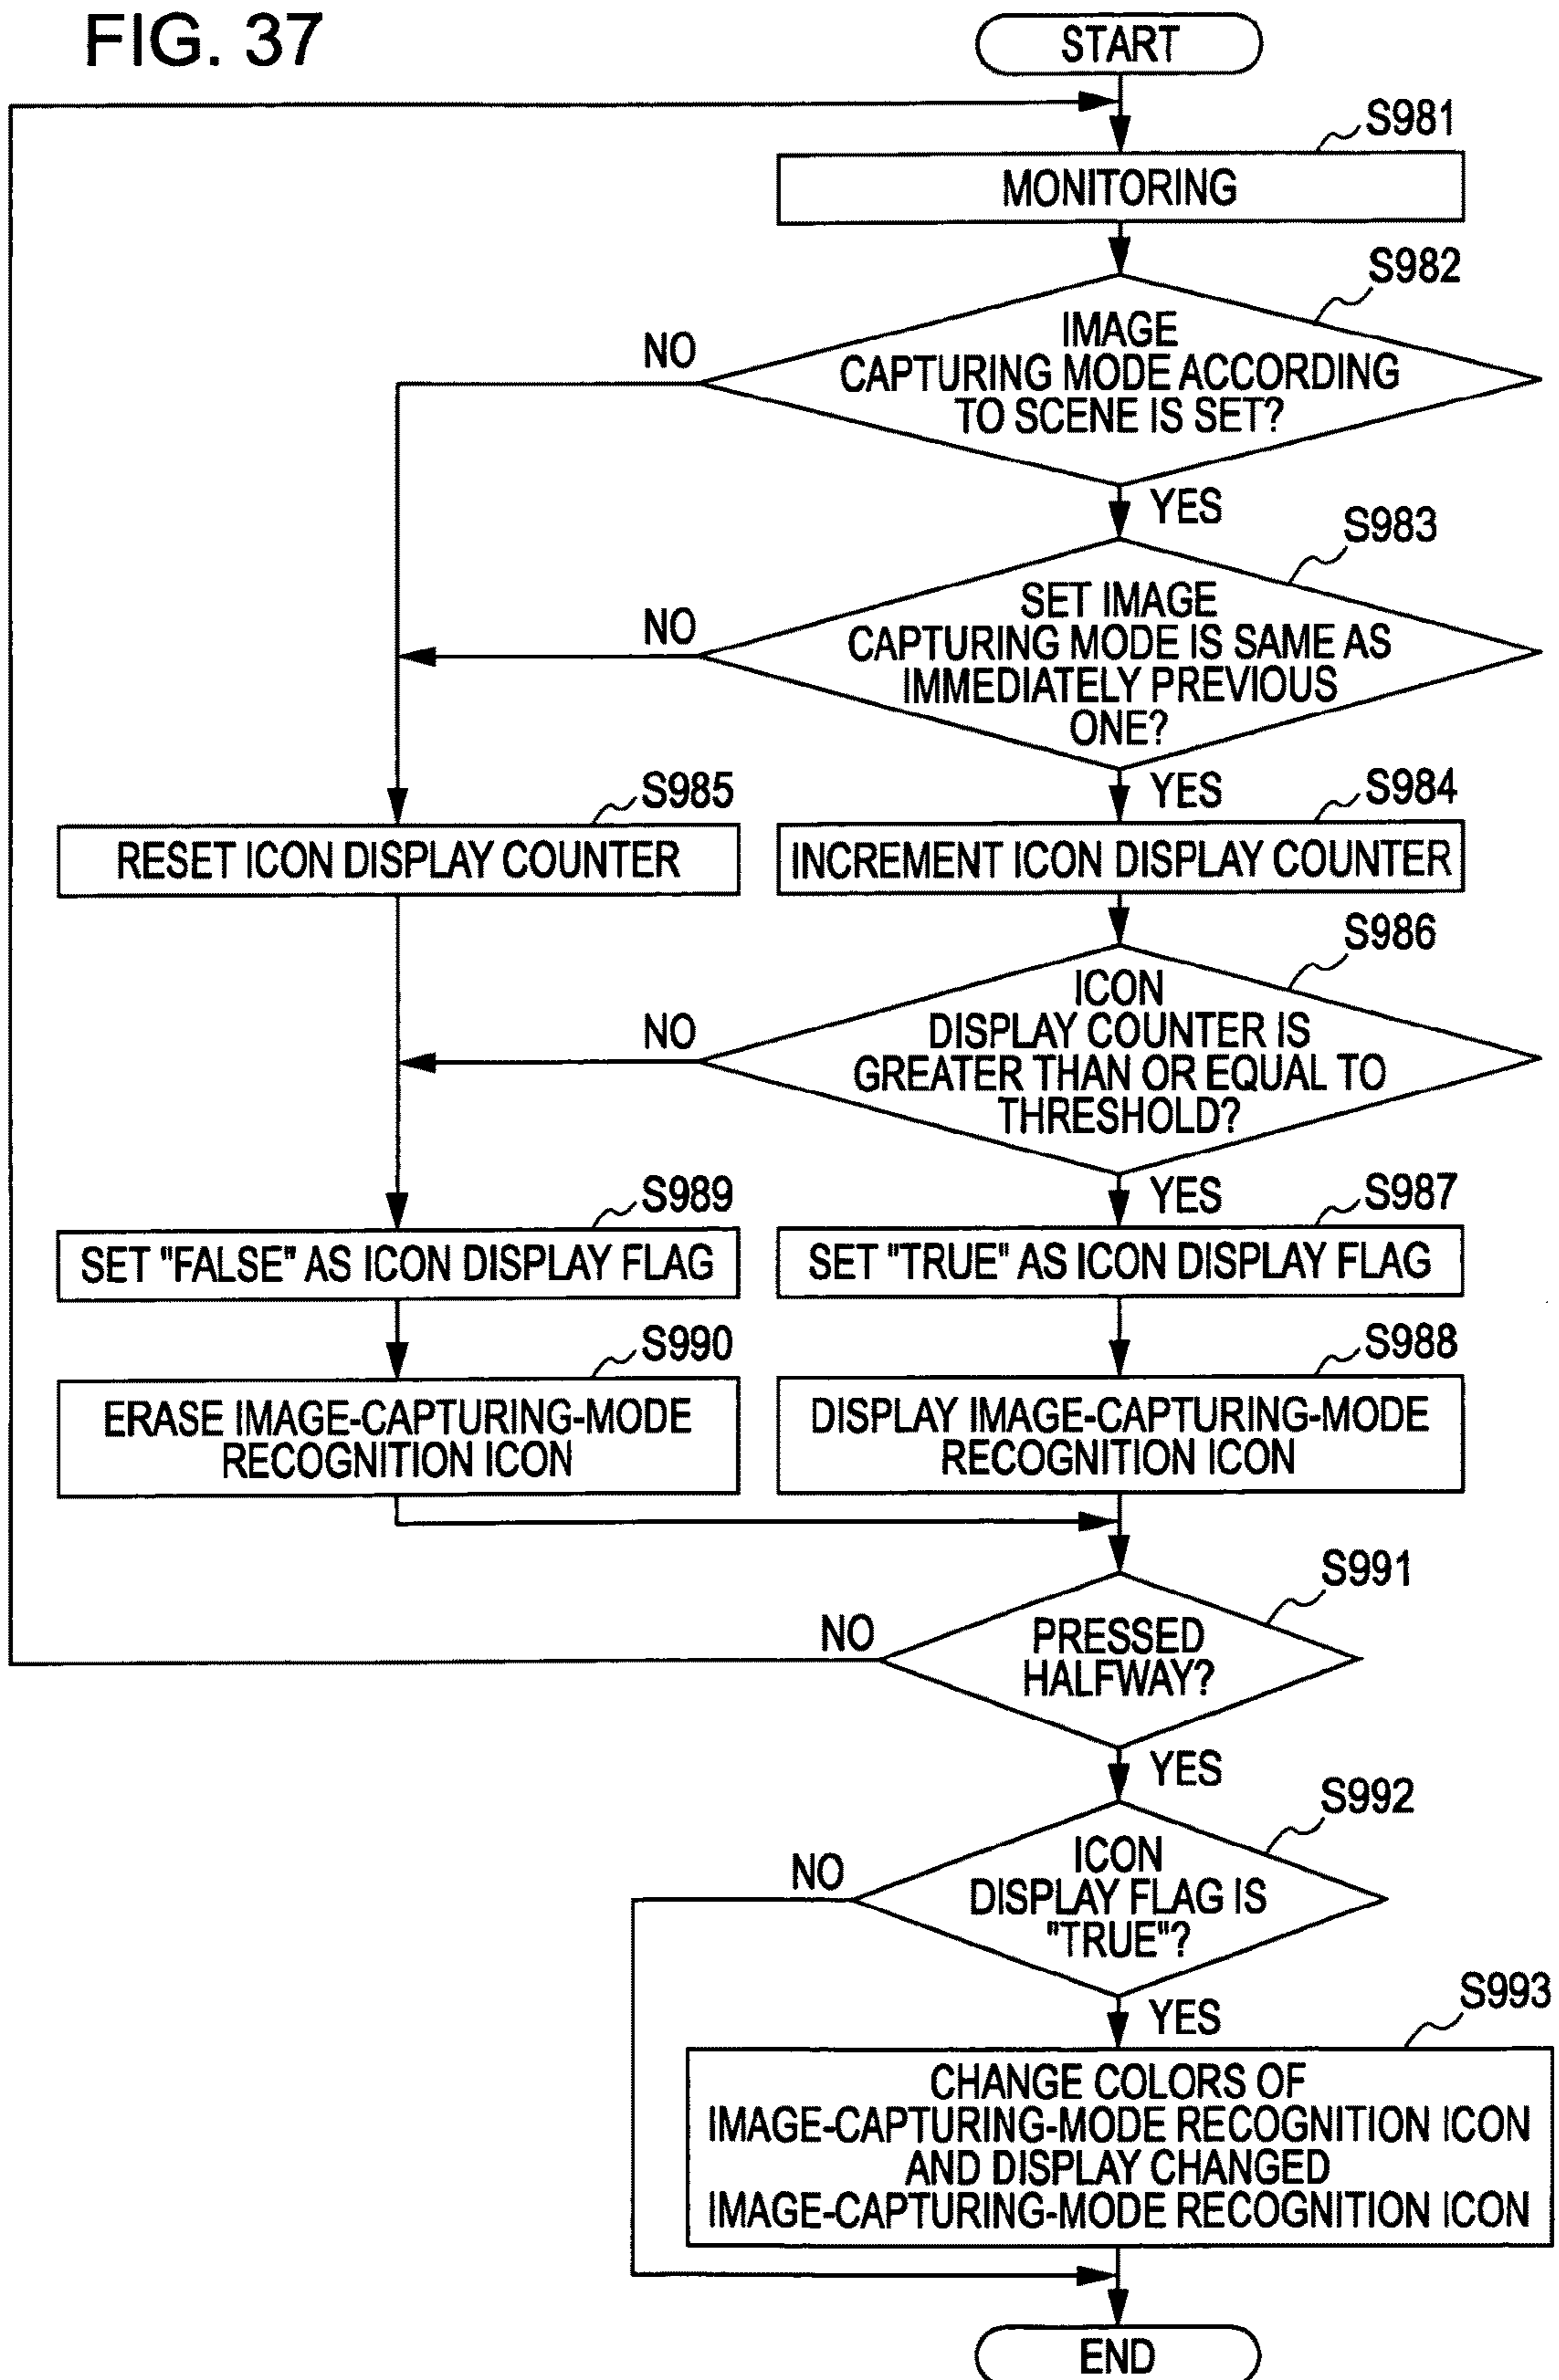 FIG. 37
START
S981
MONITORING
S982
IMAGE
CAPTURING MODE ACCORDING
TO SCENE IS SET?
NO
YES
S983
SET IMAGE
CAPTURING MODE IS SAME AS
IMMEDIATELY PREVIOUS
ONE?
NO
YES
S985
RESET ICON DISPLAY COUNTER
S984
INCREMENT ICON DISPLAY COUNTER
S986
ICON
DISPLAY COUNTER IS
GREATER THAN OR EQUAL TO
THRESHOLD?
NO
YES
S989
SET "FALSE" AS ICON DISPLAY FLAG
S987
SET "TRUE" AS ICON DISPLAY FLAG
S990
ERASE IMAGE-CAPTURING-MODE
RECOGNITION ICON
S988
DISPLAY IMAGE-CAPTURING-MODE
RECOGNITION ICON
S991
PRESSED
HALFWAY?
NO
YES
S992
ICON
DISPLAY FLAG IS
"TRUE"?
NO
YES
S993
CHANGE COLORS OF
IMAGE-CAPTURING-MODE RECOGNITION ICON
AND DISPLAY CHANGED
IMAGE-CAPTURING-MODE RECOGNITION ICON
END